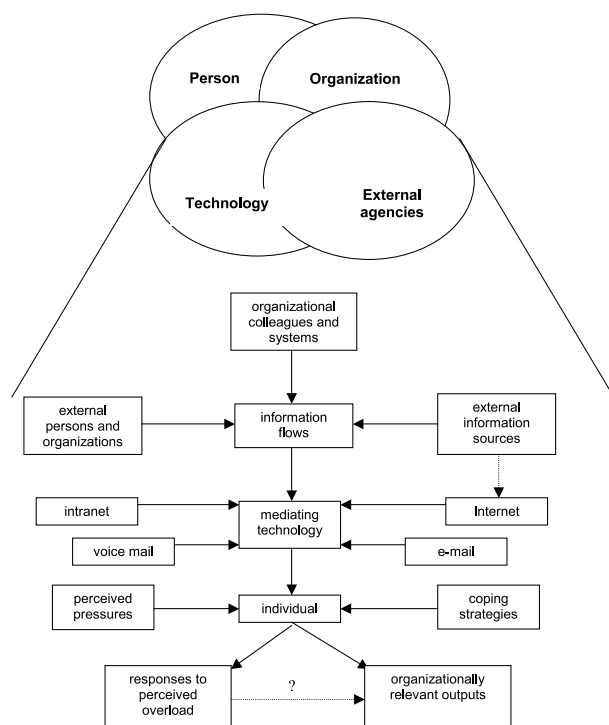 Person
Organization
Technology
External
agencies
organizational
colleagues and
systems
external
persons and
organizations
information
flows
external
information
sources
intranet
mediating
technology
Internet
voice mail
e-mail
perceived
pressures
individual
coping
strategies
responses to
perceived
overload
?
organizationally
relevant outputs